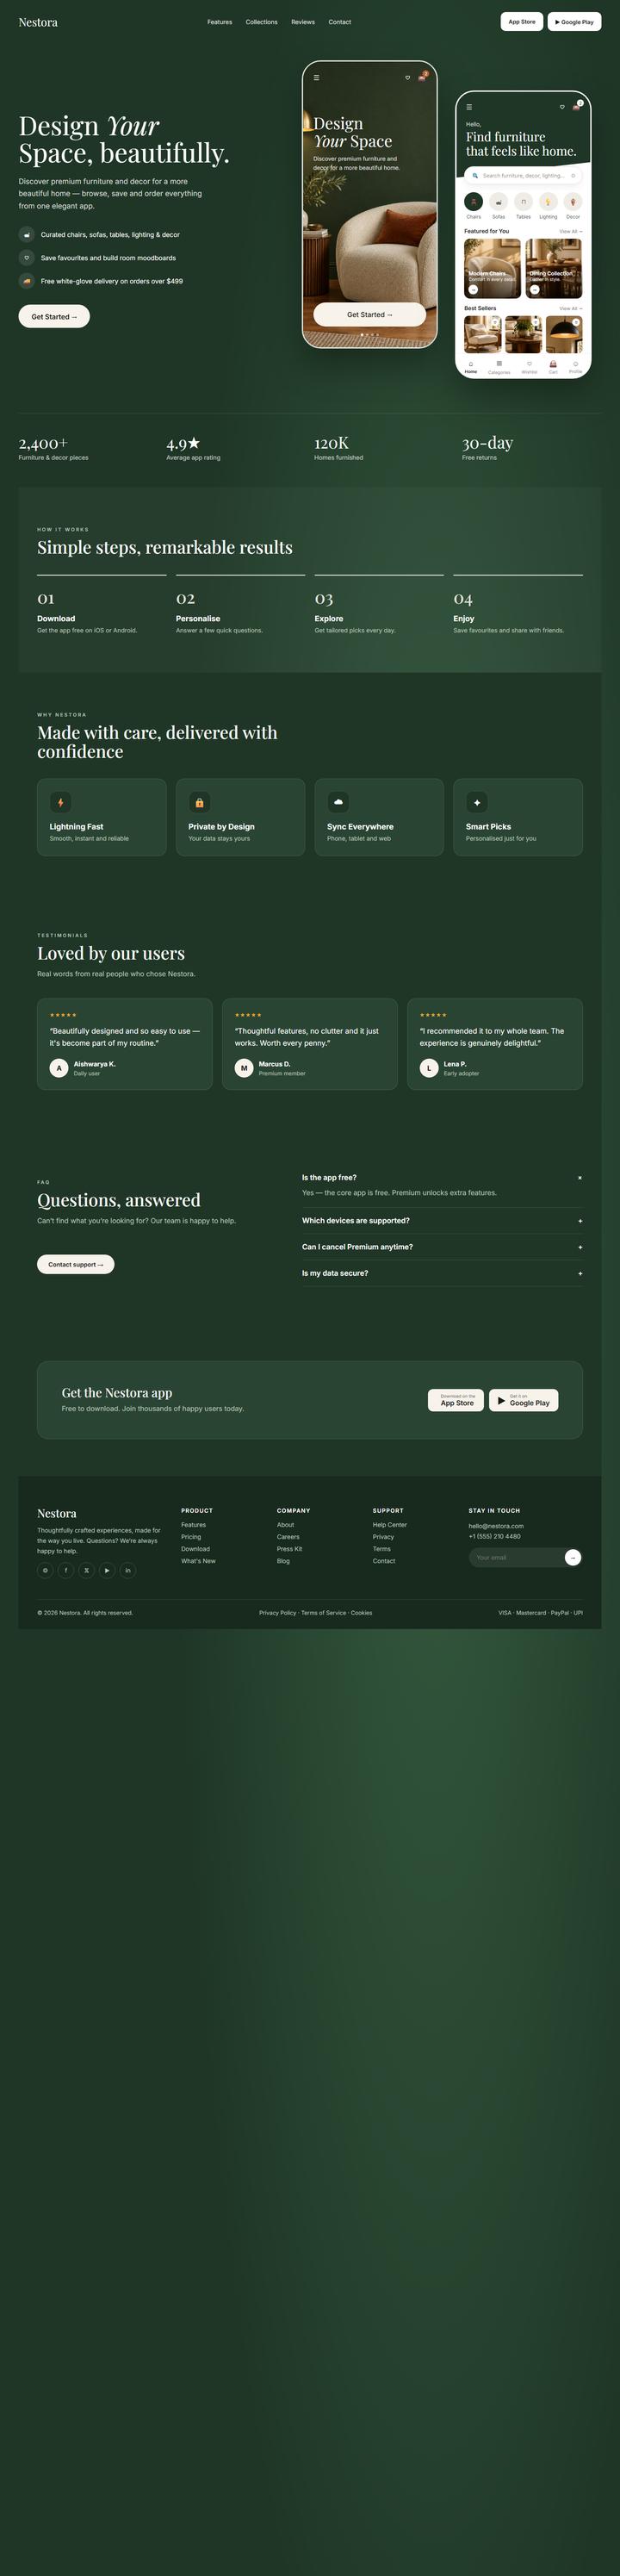 Nestora
Features Collections Reviews Contact
App Store
▶ Google Play
Design Your
Space, beautifully.
Discover premium furniture and decor for a more
beautiful home — browse, save and order everything
from one elegant app.
Curated chairs, sofas, tables, lighting & decor
Save favourites and build room moodboards
Free white-glove delivery on orders over $499
Get Started →
Design
Your Space
Discover premium furniture and
decor for a more beautiful home.
Get Started →
Hello,
Find furniture
that feels like home.
Search furniture, decor, lighting...
Chairs Sofas Tables Lighting Decor
Featured for You View All →
Modern Chairs
Comfort in every detail.
→
Dining Collection
Gather in style.
→
Best Sellers View All →
Home Categories Wishlist Cart Profile
2,400+
Furniture & decor pieces
4.9★
Average app rating
120K
Homes furnished
30-day
Free returns
HOW IT WORKS
Simple steps, remarkable results
01
Download
Get the app free on iOS or Android.
02
Personalise
Answer a few quick questions.
03
Explore
Get tailored picks every day.
04
Enjoy
Save favourites and share with friends.
WHY NESTORA
Made with care, delivered with
confidence
Lightning Fast
Smooth, instant and reliable
Private by Design
Your data stays yours
Sync Everywhere
Phone, tablet and web
Smart Picks
Personalised just for you
TESTIMONIALS
Loved by our users
Real words from real people who chose Nestora.
★★★★★
“Beautifully designed and so easy to use —
it's become part of my routine.”
A
Aishwarya K.
Daily user
★★★★★
“Thoughtful features, no clutter and it just
works. Worth every penny.”
M
Marcus D.
Premium member
★★★★★
“I recommended it to my whole team. The
experience is genuinely delightful.”
L
Lena P.
Early adopter
FAQ
Questions, answered
Can't find what you're looking for? Our team is happy to help.
Contact support →
Is the app free? ×
Yes — the core app is free. Premium unlocks extra features.
Which devices are supported? +
Can I cancel Premium anytime? +
Is my data secure? +
Get the Nestora app
Free to download. Join thousands of happy users today.
Download on the
App Store
▶ Get it on
Google Play
Nestora
Thoughtfully crafted experiences, made for
the way you live. Questions? We're always
happy to help.
f 𝕏 ▶ in
PRODUCT
Features
Pricing
Download
What's New
COMPANY
About
Careers
Press Kit
Blog
SUPPORT
Help Center
Privacy
Terms
Contact
STAY IN TOUCH
hello@nestora.com
+1 (555) 210 4480
Your email →
© 2026 Nestora. All rights reserved.
Privacy Policy · Terms of Service · Cookies
VISA · Mastercard · PayPal · UPI